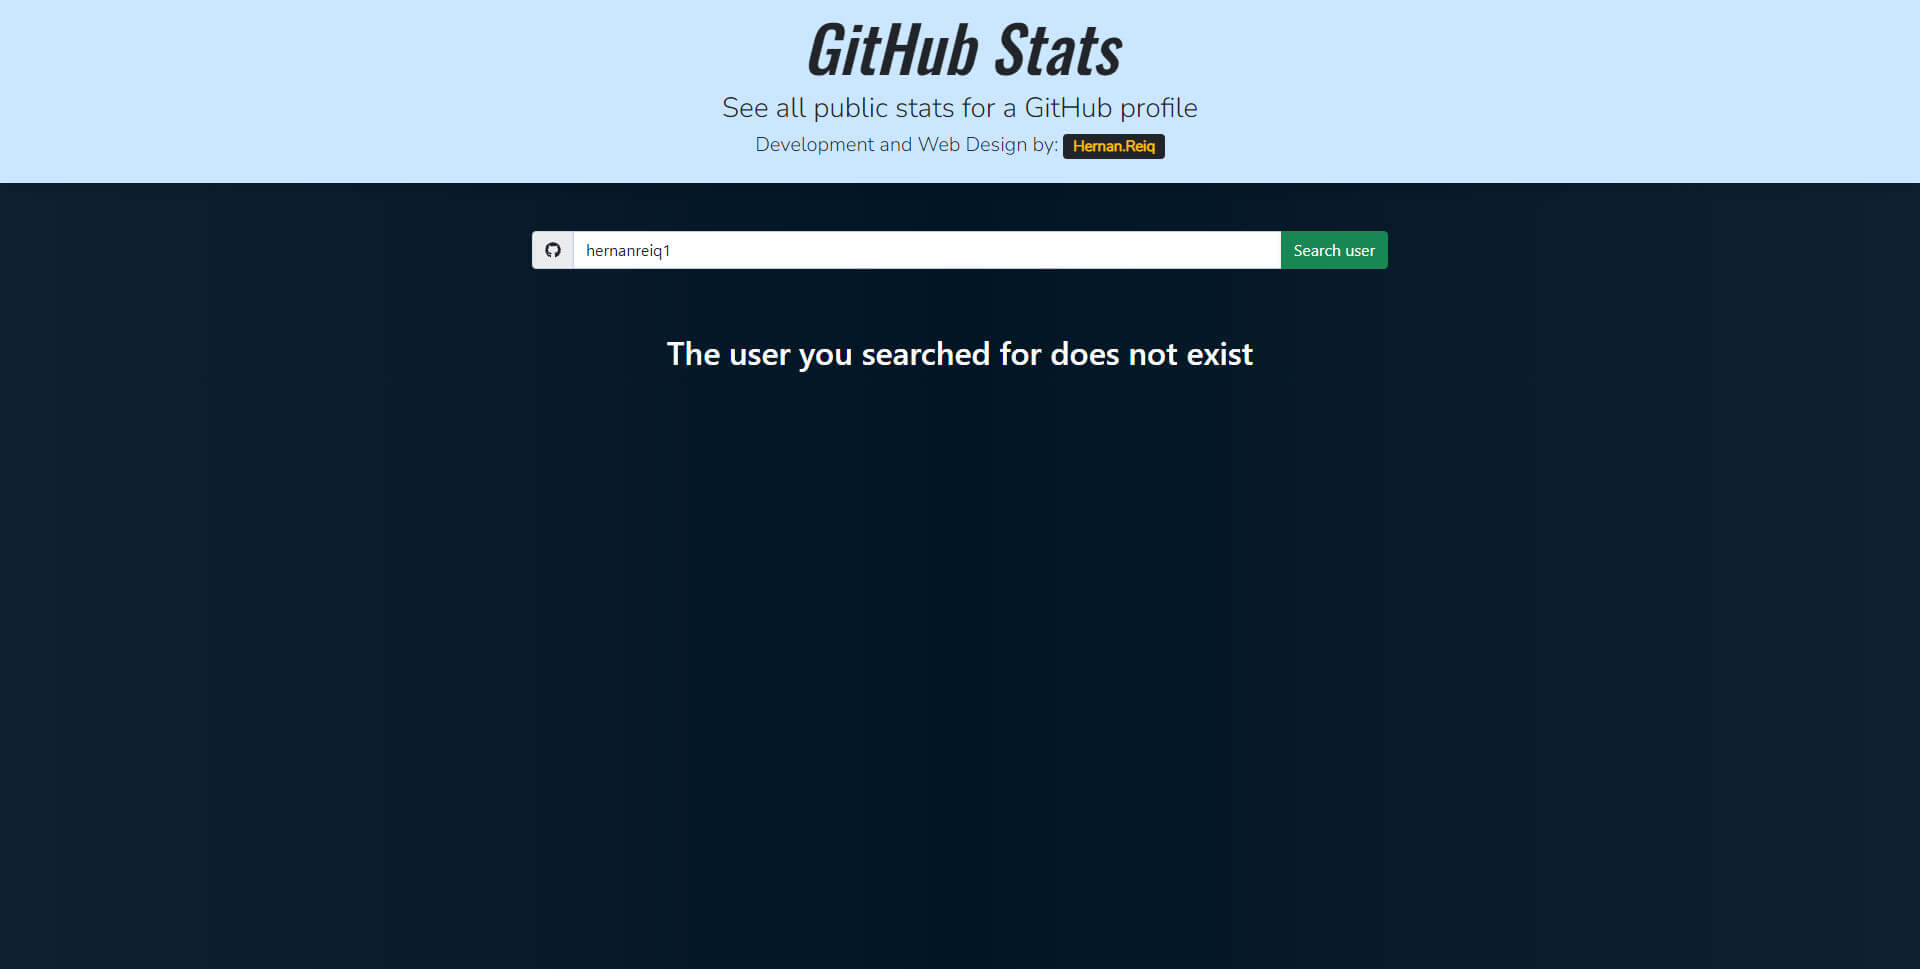 GitHub Stats
See all public stats for a GitHub profile
Development and Web Design by: Hernan.Reiq
hernanreiq1 Search user
The user you searched for does not exist